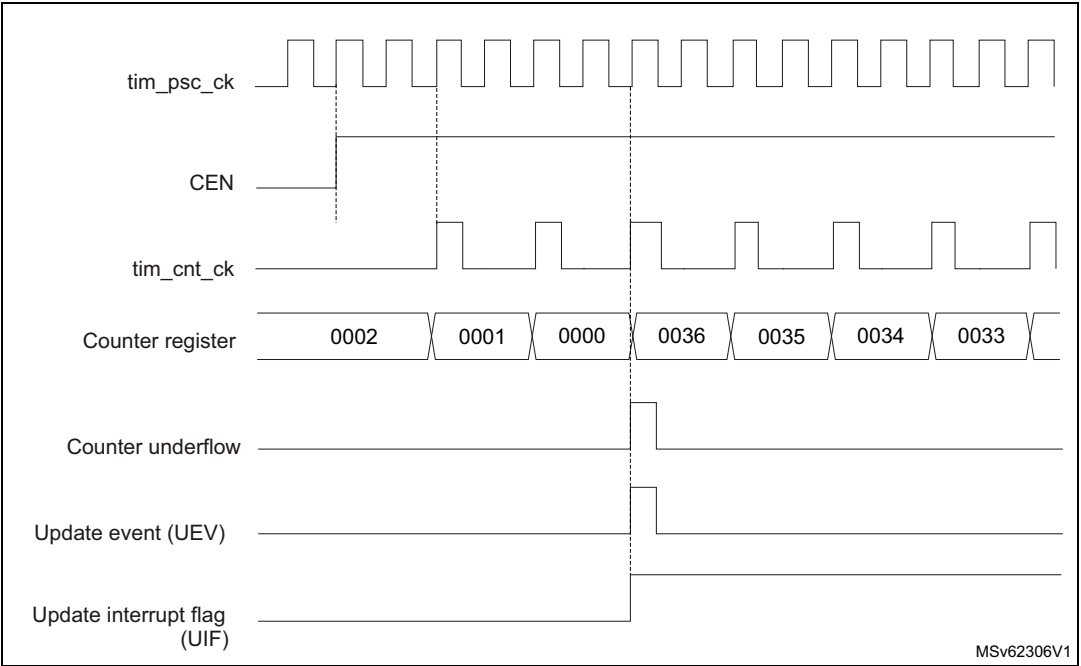 tim_psc_ck
CEN
tim_cnt_ck
Counter register 0002 0001 0000 0036 0035 0034 0033
Counter underflow
Update event (UEV)
Update interrupt flag
(UIF)
MSv62306V1